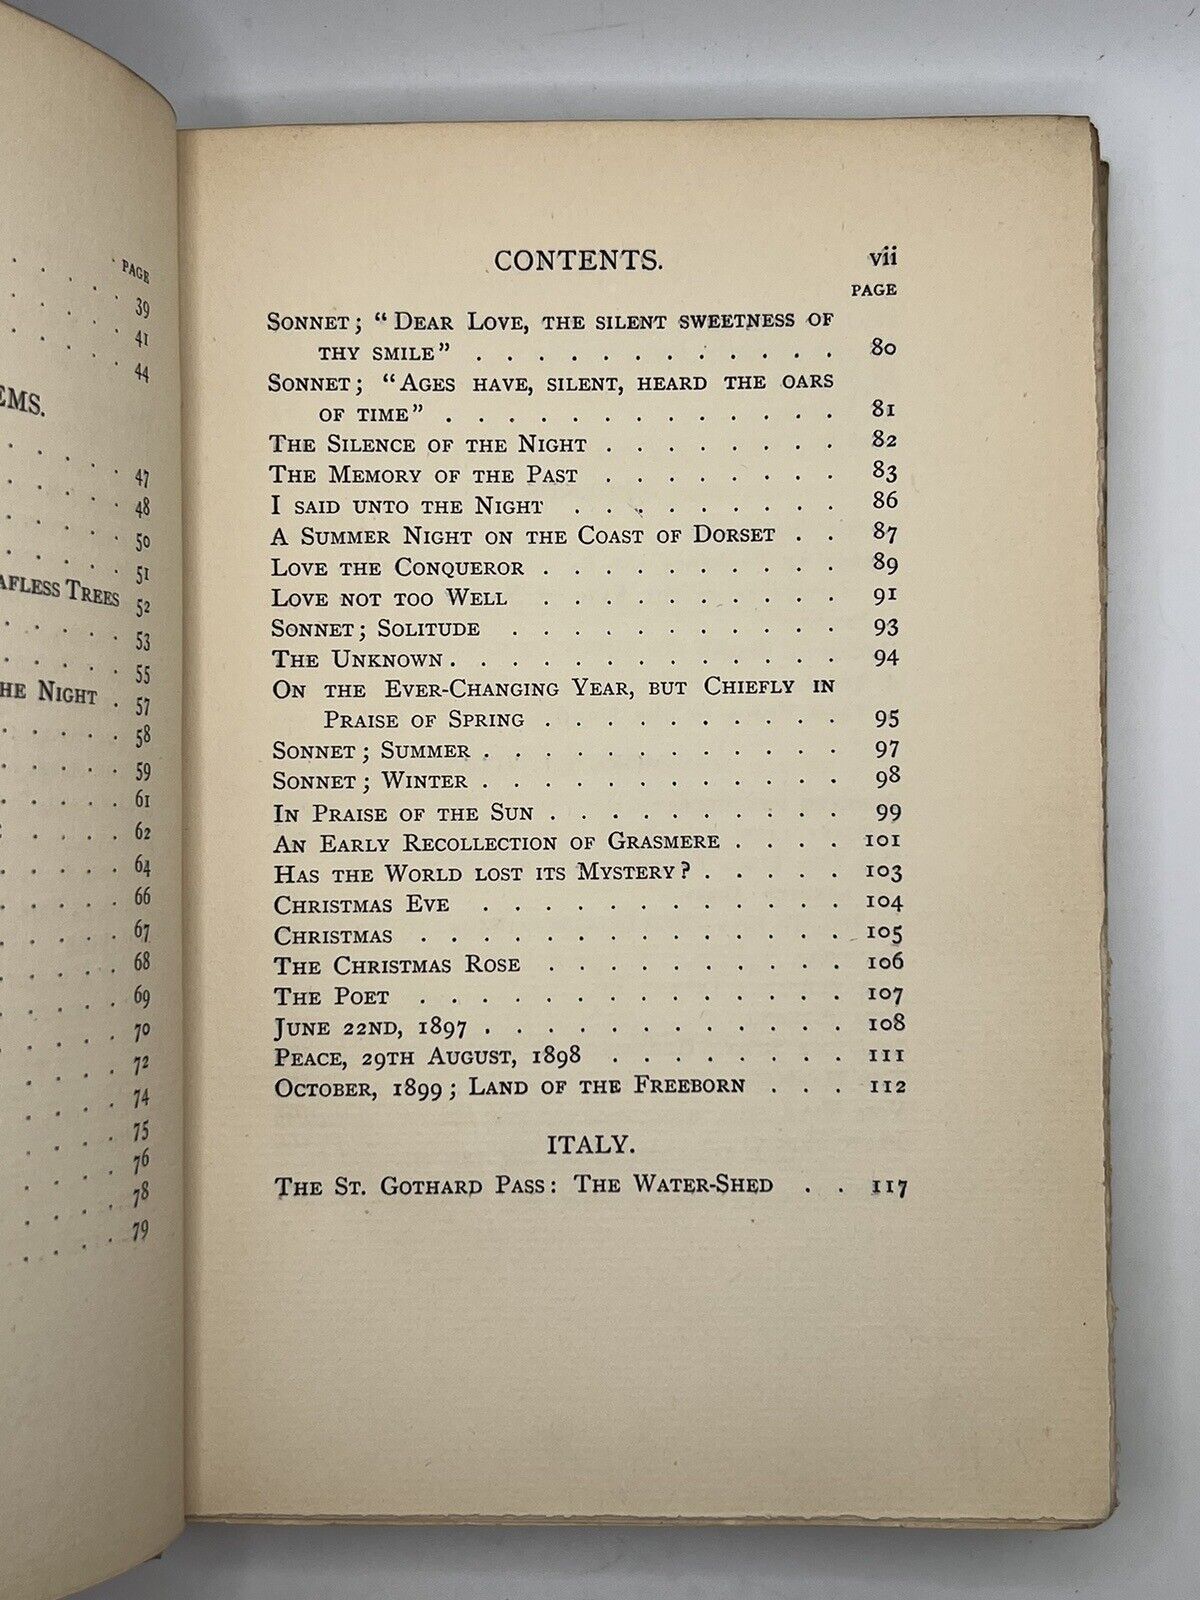 PAGE
39
41
44
EMS.
47
48
50
51
AFLESS TREES 52
53
55
HE NIGHT . 57
58
59
61
62
64
66
67
68
69
70
72
74
75
76
78
79
CONTENTS. vii
PAGE
SONNET; "DEAR LOVE, THE SILENT SWEETNESS OF
THY SMILE" . . . . . . . . . . . . 80
SONNET; "AGES HAVE, SILENT, HEARD THE OARS
OF TIME" . . . . . . . . . . . . . 81
THE SILENCE OF THE NIGHT . . . . . . . . 82
THE MEMORY OF THE PAST . . . . . . . . 83
I SAID UNTO THE NIGHT . . . . . . . . . 86
A SUMMER NIGHT ON THE COAST OF DORSET . . 87
LOVE THE CONQUEROR . . . . . . . . . . 89
LOVE NOT TOO WELL . . . . . . . . . . 91
SONNET; SOLITUDE . . . . . . . . . . . 93
THE UNKNOWN . . . . . . . . . . . . . 94
ON THE EVER-CHANGING YEAR, BUT CHIEFLY IN
PRAISE OF SPRING . . . . . . . . . . 95
SONNET; SUMMER . . . . . . . . . . . . 97
SONNET; WINTER . . . . . . . . . . . . 98
IN PRAISE OF THE SUN . . . . . . . . . . 99
AN EARLY RECOLLECTION OF GRASMERE . . . . 101
HAS THE WORLD LOST ITS MYSTERY? . . . . . 103
CHRISTMAS EVE . . . . . . . . . . . . 104
CHRISTMAS . . . . . . . . . . . . . . 105
THE CHRISTMAS ROSE . . . . . . . . . . 106
THE POET . . . . . . . . . . . . . . 107
JUNE 22ND, 1897 . . . . . . . . . . . . 108
PEACE, 29TH AUGUST, 1898 . . . . . . . . 111
OCTOBER, 1899; LAND OF THE FREEBORN . . . 112
ITALY.
THE ST. GOTHARD PASS: THE WATER-SHED . . 117